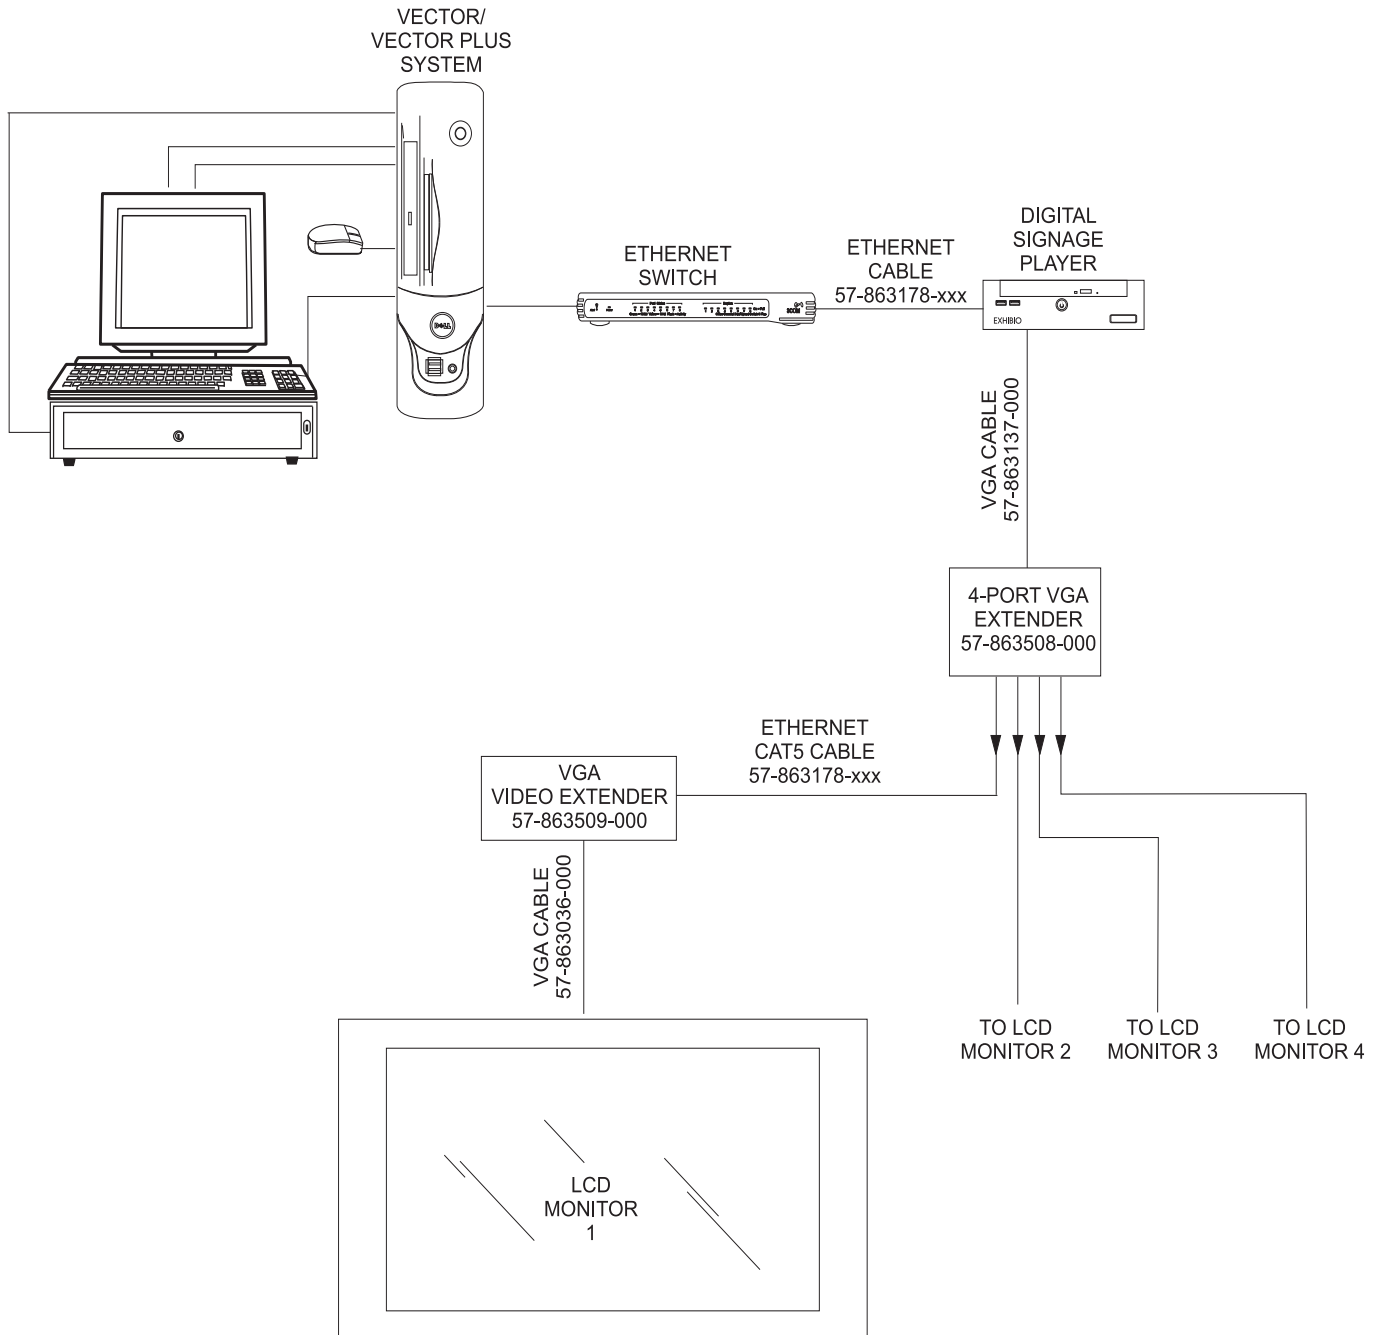 VECTOR/
VECTOR PLUS
SYSTEM
DELL
ETHERNET
SWITCH
ETHERNET
CABLE
57-863178-xxx
DIGITAL
SIGNAGE
PLAYER
EXHIBIO
VGA CABLE
57-863137-000
4-PORT VGA
EXTENDER
57-863508-000
ETHERNET
CAT5 CABLE
57-863178-xxx
VGA
VIDEO EXTENDER
57-863509-000
VGA CABLE
57-863036-000
TO LCD
MONITOR 2
TO LCD
MONITOR 3
TO LCD
MONITOR 4
LCD
MONITOR
1